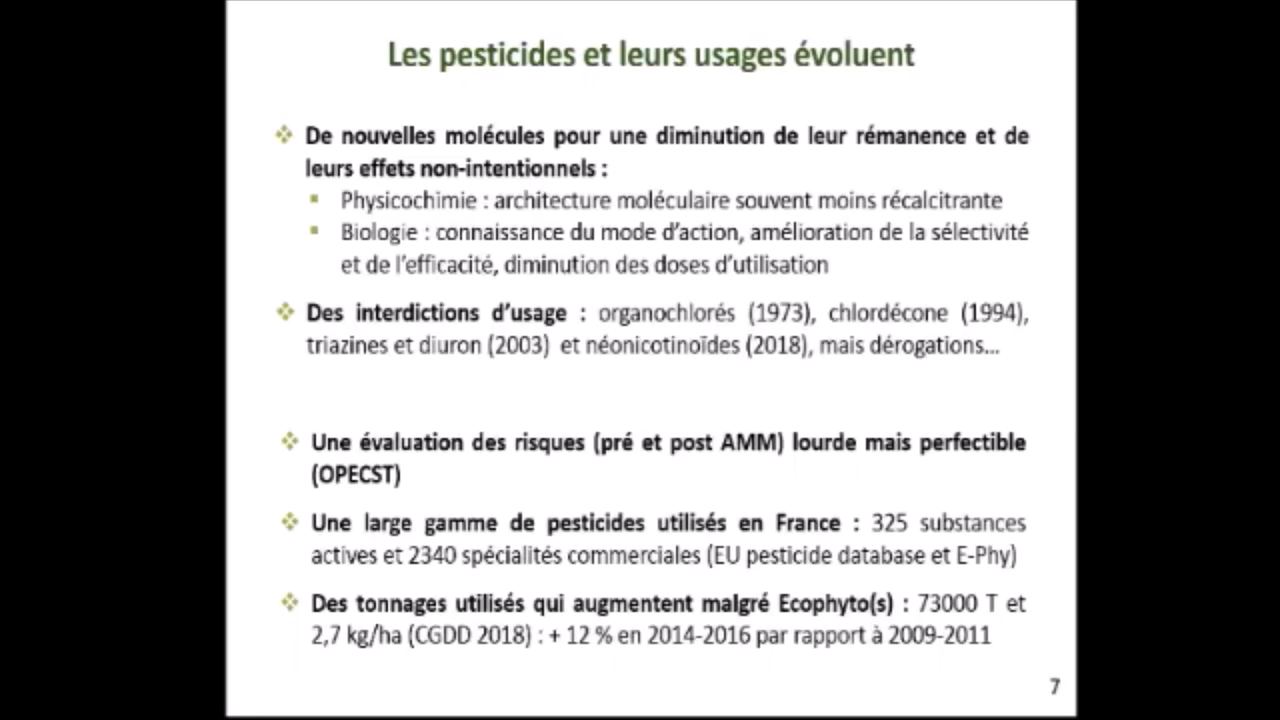 Les pesticides et leurs usages évoluent
De nouvelles molécules pour une diminution de leur rémanence et de
leurs effets non-intentionnels :
Physicochimie : architecture moléculaire souvent moins récalcitrante
Biologie : connaissance du mode d'action, amélioration de la sélectivité
et de l'efficacité, diminution des doses d'utilisation
Des interdictions d'usage : organochlorés (1973), chlordécone (1994),
triazines et diuron (2003) et néonicotinoïdes (2018), mais dérogations...
Une évaluation des risques (pré et post AMM) lourde mais perfectible
(OPECST)
Une large gamme de pesticides utilisés en France : 325 substances
actives et 2340 spécialités commerciales (EU pesticide database et E-Phy)
Des tonnages utilisés qui augmentent malgré Ecophyto(s) : 73000 T et
2,7 kg/ha (CGDD 2018) : + 12 % en 2014-2016 par rapport à 2009-2011
7